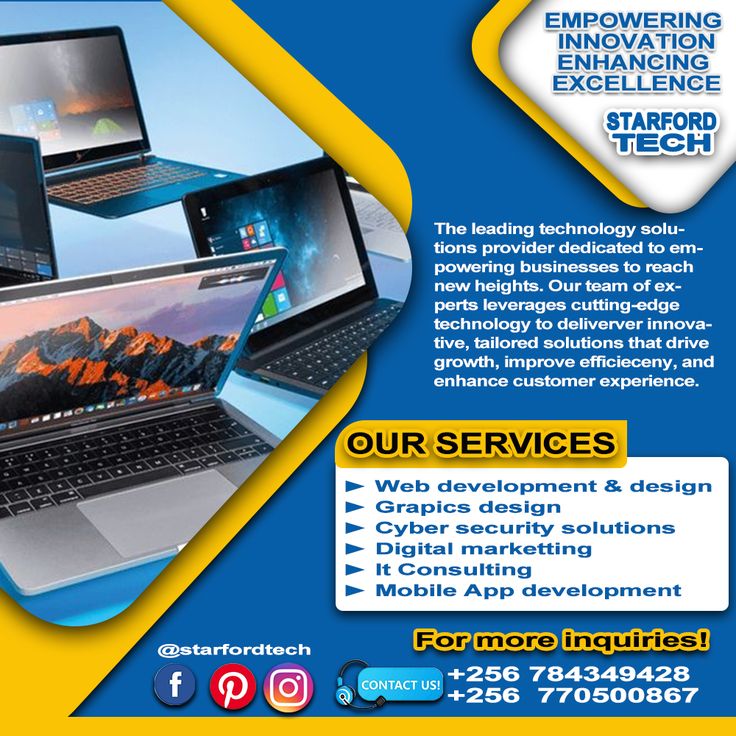 EMPOWERING
INNOVATION
ENHANCING
EXCELLENCE
STARFORD
TECH
The leading technology solu-
tions provider dedicated to em-
powering businesses to reach
new heights. Our team of ex-
perts leverages cutting-edge
technology to deliverver innova-
tive, tailored solutions that drive
growth, improve efficieceny, and
enhance customer experience.
OUR SERVICES
► Web development & design
► Grapics design
► Cyber security solutions
► Digital marketting
► It Consulting
► Mobile App development
@starfordtech
For more inquiries!
CONTACT US!
+256 784349428
+256 770500867